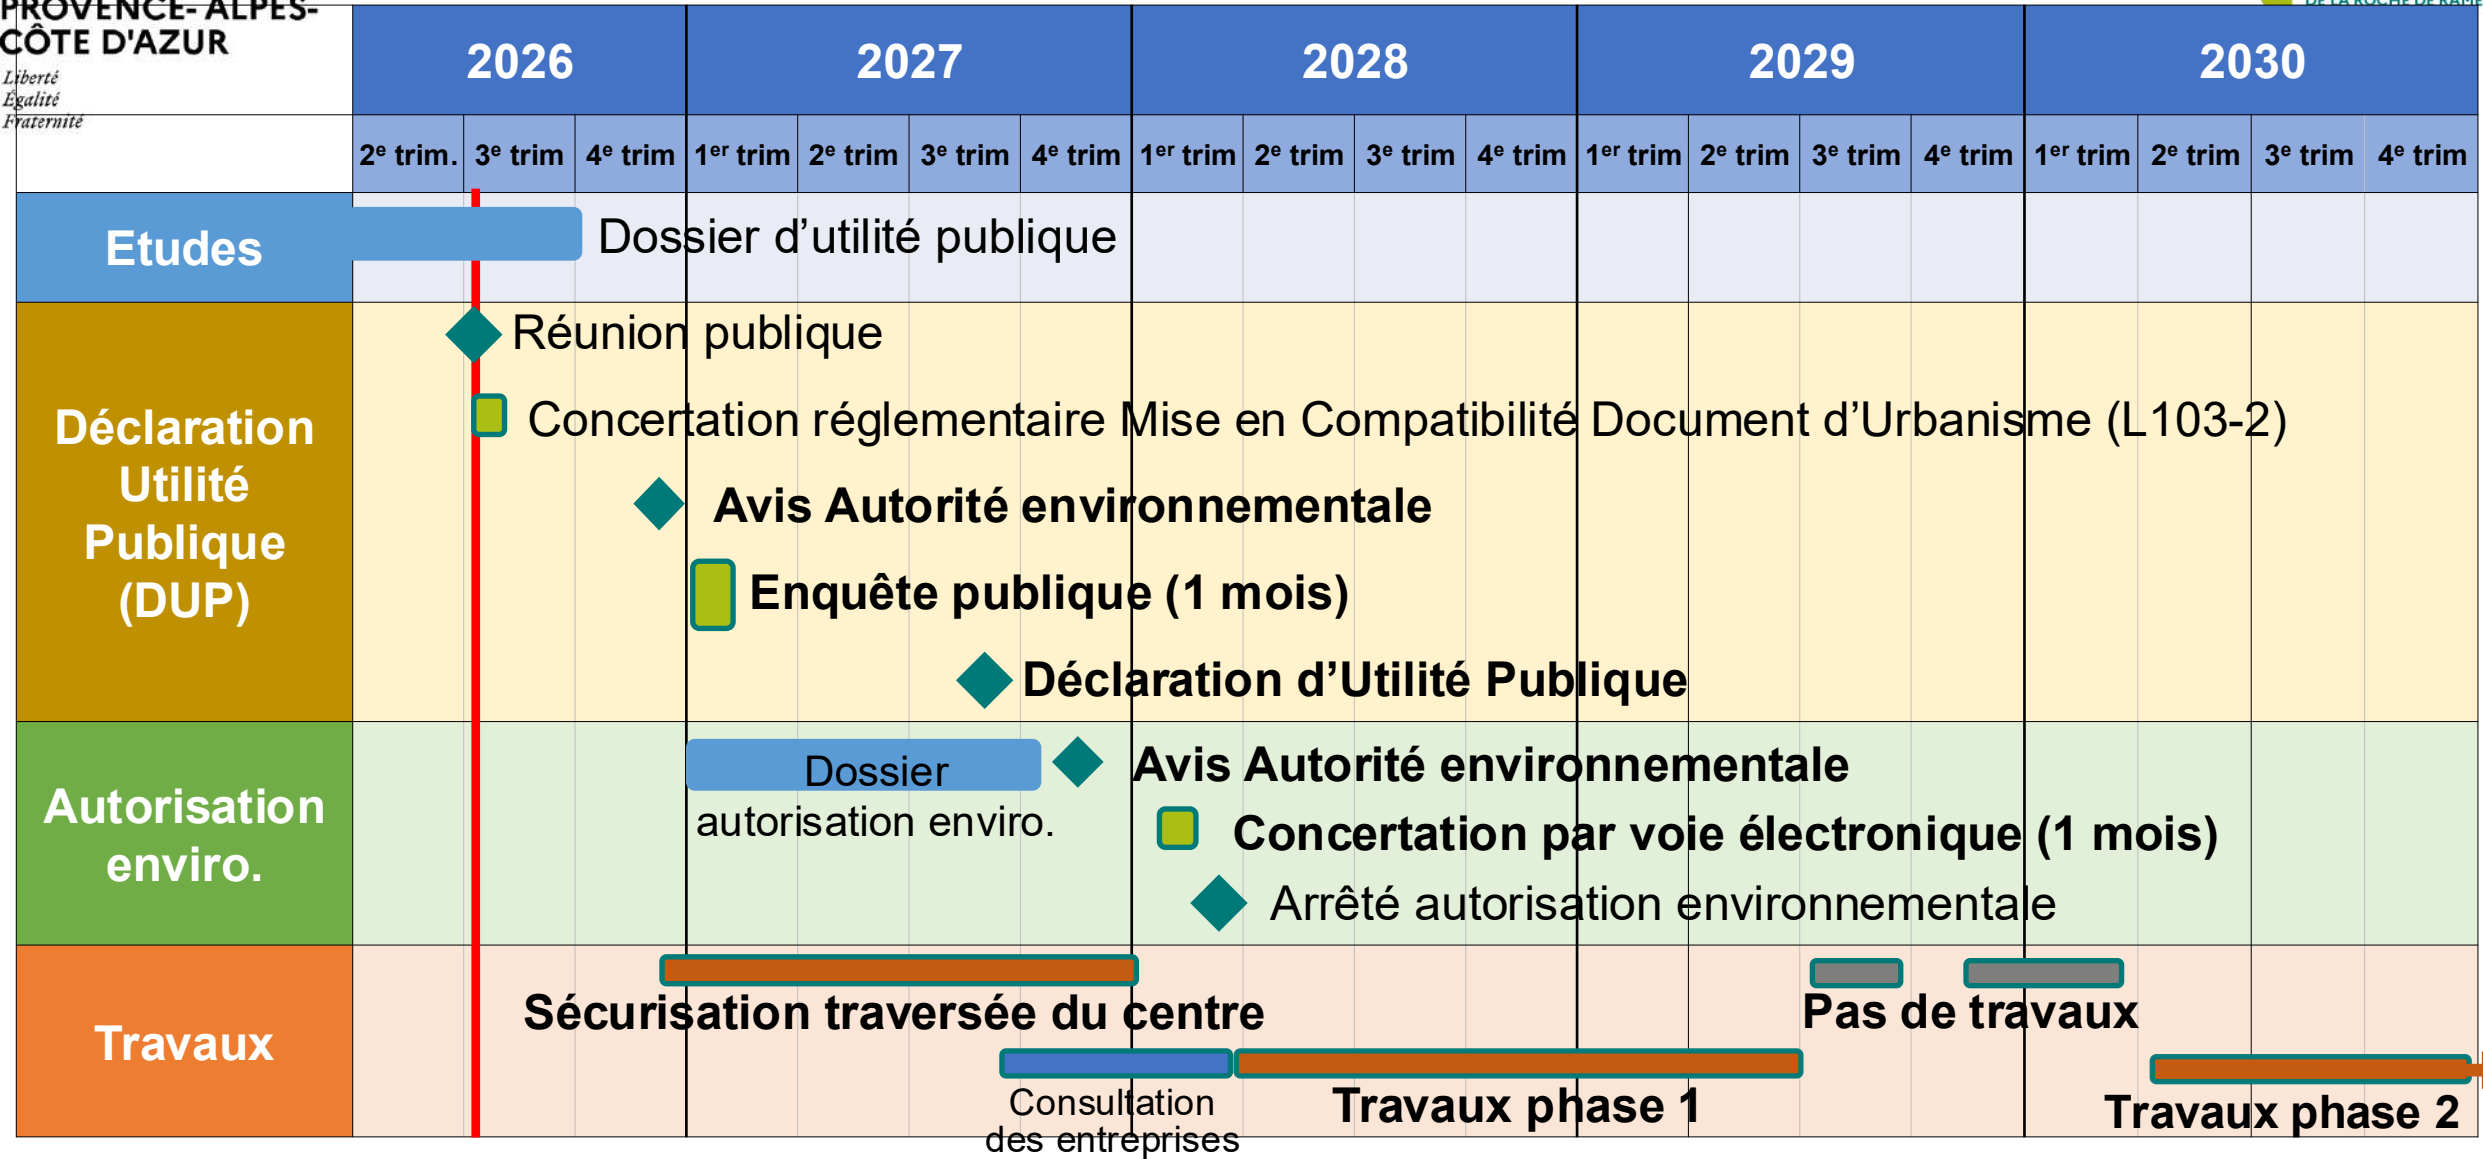 PROVENCE- ALPES-
CÔTE D'AZUR
Liberté
Égalité
Fraternité
DE LA ROCHE DE RAME
2026 2027 2028 2029 2030
2e trim. 3e trim 4e trim 1er trim 2e trim 3e trim 4e trim 1er trim 2e trim 3e trim 4e trim 1er trim 2e trim 3e trim 4e trim 1er trim 2e trim 3e trim 4e trim
Etudes
Dossier d’utilité publique
Déclaration
Utilité
Publique
(DUP)
Réunion publique
Concertation réglementaire Mise en Compatibilité Document d’Urbanisme (L103-2)
Avis Autorité environnementale
Enquête publique (1 mois)
Déclaration d’Utilité Publique
Autorisation
enviro.
Dossier
autorisation enviro.
Avis Autorité environnementale
Concertation par voie électronique (1 mois)
Arrêté autorisation environnementale
Travaux
Sécurisation traversée du centre
Pas de travaux
Consultation
des entreprises
Travaux phase 1
Travaux phase 2